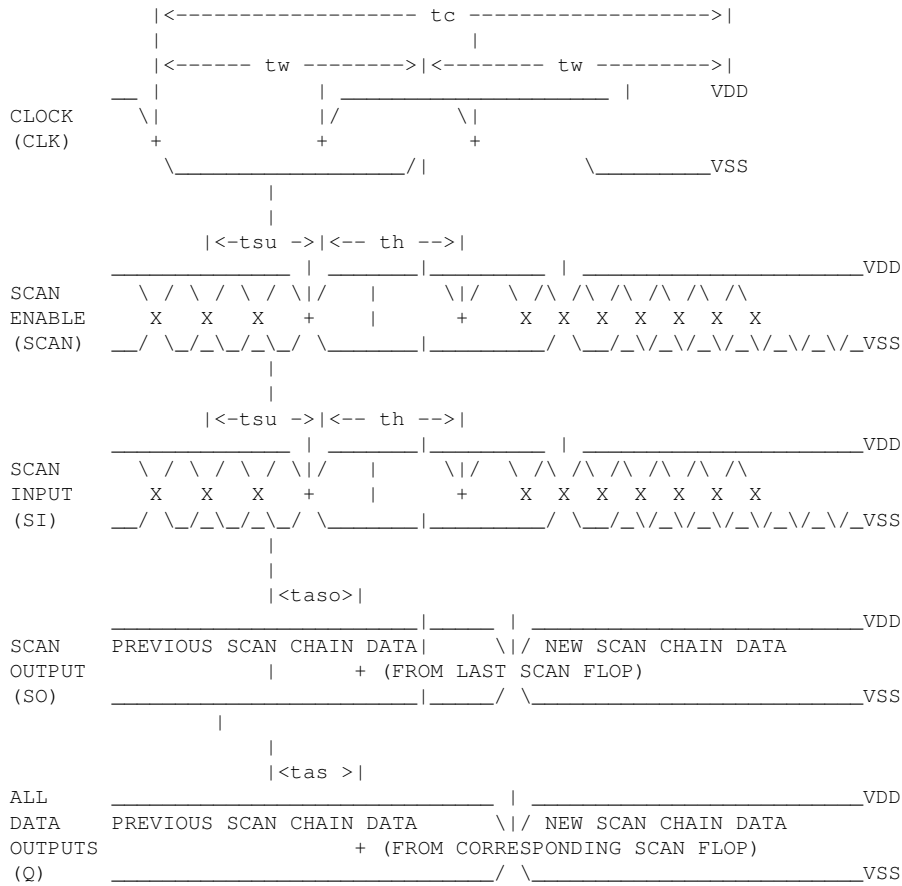 |<------------------- tc ------------------->|
|<------ tw -------->|<-------- tw --------->|
VDD
CLOCK
(CLK)
VSS
|<-tsu ->|<-- th -->|
VDD
SCAN
ENABLE X X X + | + X X X X X X X
(SCAN) VSS
|<-tsu ->|<-- th -->|
VDD
SCAN
INPUT X X X + | + X X X X X X X
(SI) VSS
|<taso>|
VDD
SCAN PREVIOUS SCAN CHAIN DATA| \|/ NEW SCAN CHAIN DATA
OUTPUT | + (FROM LAST SCAN FLOP)
(SO) VSS
|<tas >|
ALL VDD
DATA PREVIOUS SCAN CHAIN DATA \|/ NEW SCAN CHAIN DATA
OUTPUTS + (FROM CORRESPONDING SCAN FLOP)
(Q) VSS